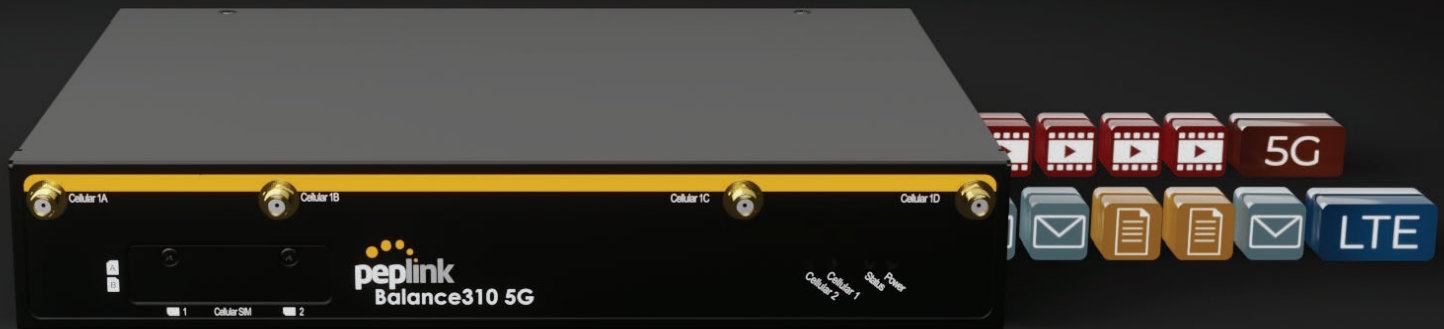 5G
Cellular 1A
Cellular 1B
Cellular 1C
Cellular 1D
LTE
A
B
peplink
Balance310 5G
Cellular 2
Cellular 1
Status
Power
1
Cellular SIM
2